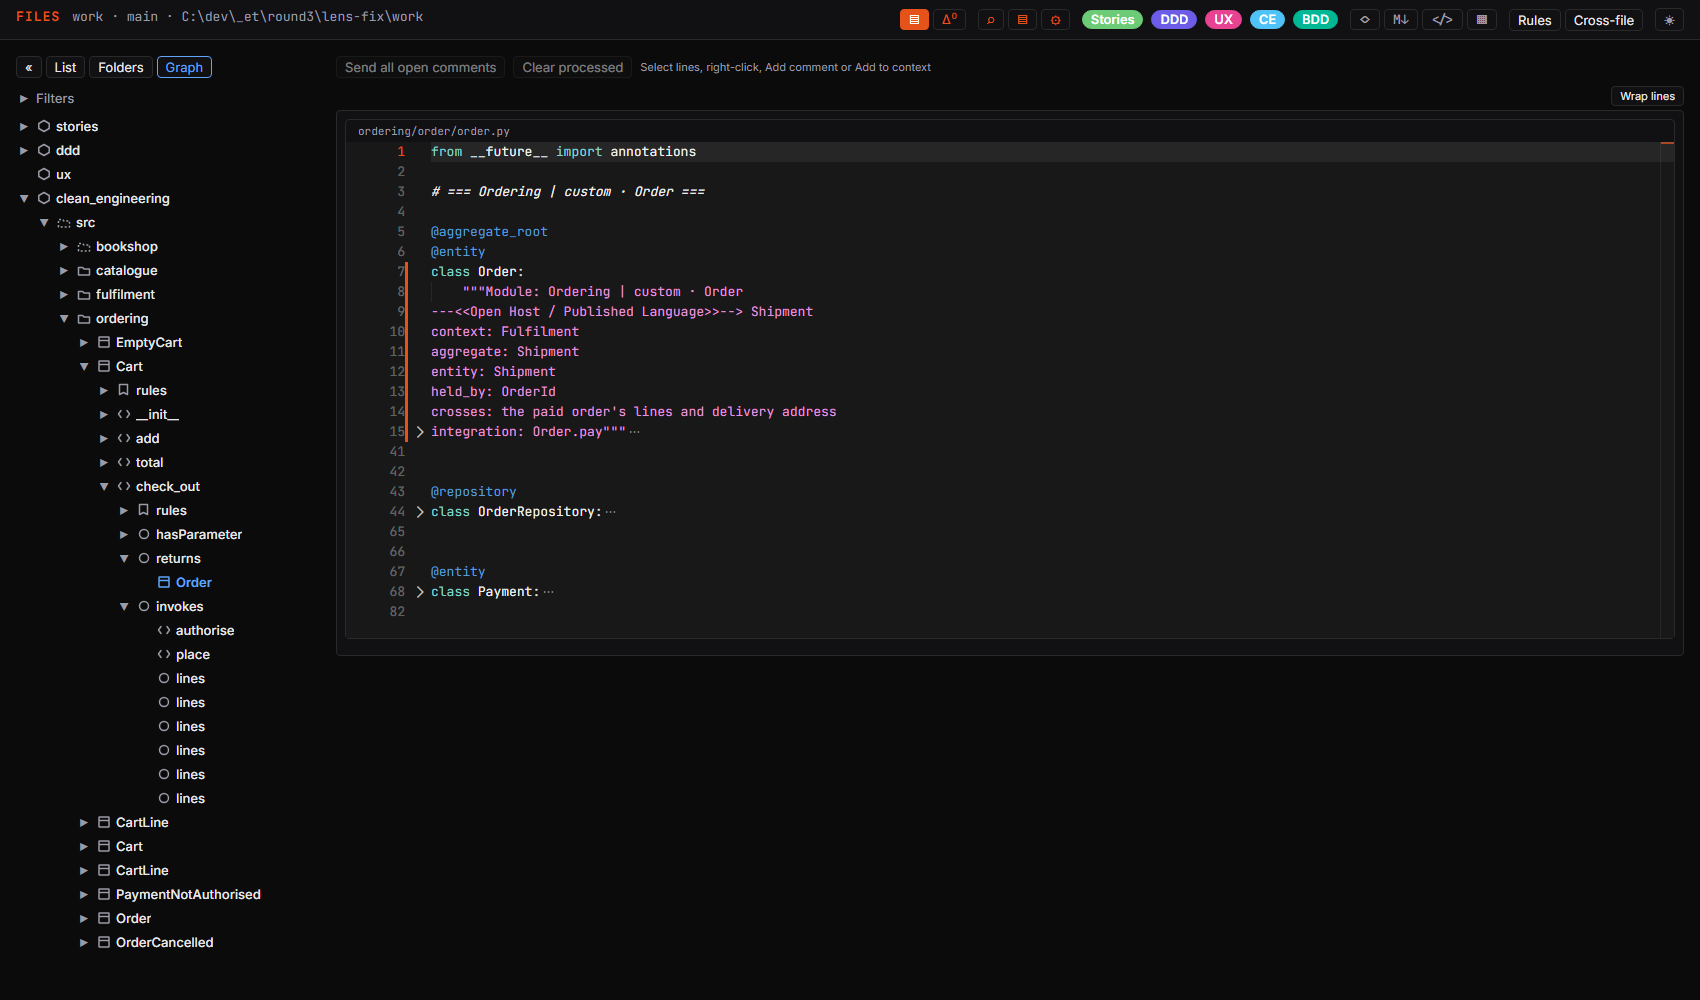 FILES work · main · C:\dev\_et\round3\lens-fix\work
Δ⁰ Stories DDD UX CE BDD M↓ </> Rules Cross-file
« List Folders Graph
Send all open comments Clear processed Select lines, right-click, Add comment or Add to context
Wrap lines
Filters
stories
ddd
ux
clean_engineering
src
bookshop
catalogue
fulfilment
ordering
EmptyCart
Cart
rules
__init__
add
total
check_out
rules
hasParameter
returns
Order
invokes
authorise
place
lines
lines
lines
lines
lines
lines
CartLine
Cart
CartLine
PaymentNotAuthorised
Order
OrderCancelled
ordering/order/order.py
1 from __future__ import annotations
2
3 # === Ordering | custom · Order ===
4
5 @aggregate_root
6 @entity
7 class Order:
8 """Module: Ordering | custom · Order
9 ---<<Open Host / Published Language>>--> Shipment
10 context: Fulfilment
11 aggregate: Shipment
12 entity: Shipment
13 held_by: OrderId
14 crosses: the paid order's lines and delivery address
15 integration: Order.pay"""···
41
42
43 @repository
44 class OrderRepository:···
65
66
67 @entity
68 class Payment:···
82